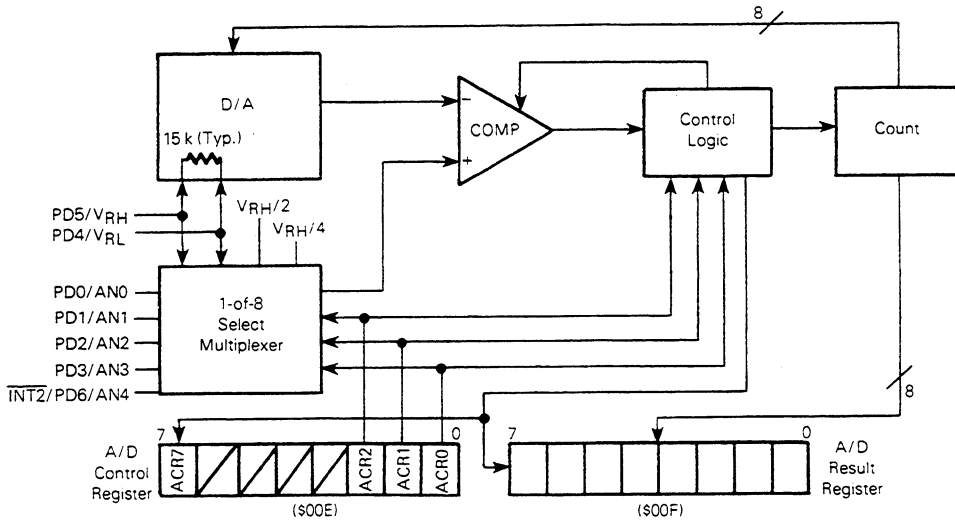 8
D/A
15 k (Typ.)
−
COMP
+
Control
Logic
Count
PD5/VRH
PD4/VRL
VRH/2
VRH/4
PD0/AN0
PD1/AN1
PD2/AN2
PD3/AN3
INT2/PD6/AN4
1-of-8
Select
Multiplexer
8
7
0
7
0
A/D
Control
Register
ACR7
ACR2
ACR1
ACR0
($00E)
A/D
Result
Register
($00F)